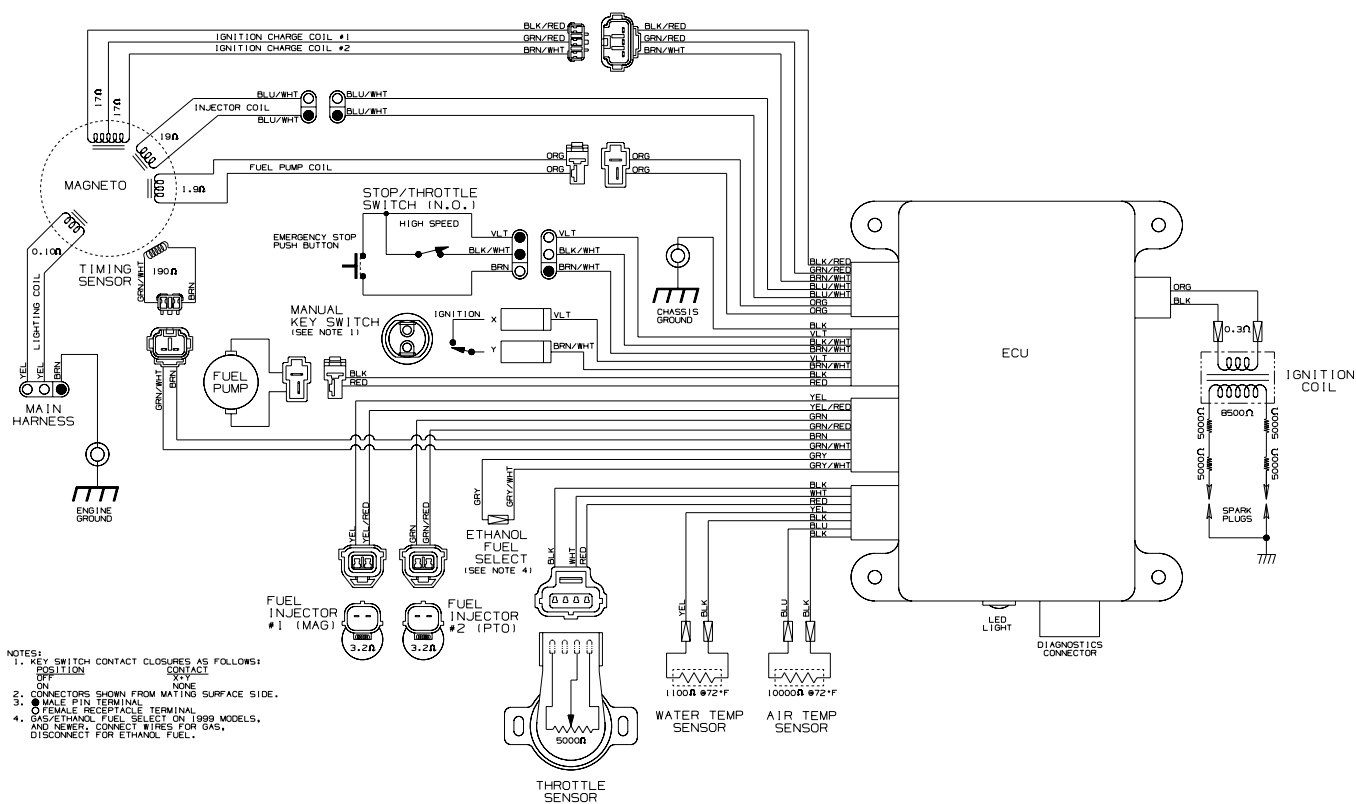 BLK/RED
IGNITION CHARGE COIL #1
GRN/RED
IGNITION CHARGE COIL #2
BRN/WHT
BLK/RED
GRN/RED
BRN/WHT
17Ω
17Ω
BLU/WHT
INJECTOR COIL
BLU/WHT
BLU/WHT
BLU/WHT
19Ω
ORG
FUEL PUMP COIL
ORG
ORG
ORG
MAGNETO
1.9Ω
STOP/THROTTLE
SWITCH (N.O.)
HIGH SPEED
EMERGENCY STOP
PUSH BUTTON
VLT
BLK/WHT
BRN
VLT
BLK/WHT
BRN/WHT
0.10Ω
TIMING
SENSOR
GRN/WHT
190Ω
BRN
LIGHTING COIL
YEL
YEL
BRN
MAIN
HARNESS
ENGINE
GROUND
MANUAL
KEY SWITCH
(SEE NOTE 1)
IGNITION
X
VLT
Y
BRN/WHT
CHASSIS
GROUND
GRN/WHT
BRN
FUEL
PUMP
BLK
RED
BLK/RED
GRN/RED
BRN/WHT
BLU/WHT
BLU/WHT
ORG
ORG
BLK
VLT
BLK/WHT
BRN/WHT
VLT
BRN/WHT
BLK
RED
YEL
YEL/RED
GRN
GRN/RED
BRN
GRN/WHT
GRY
GRY/WHT
BLK
WHT
RED
YEL
BLK
BLU
BLK
ECU
ORG
BLK
0.3Ω
IGNITION
COIL
8500Ω
5000Ω
5000Ω
5000Ω
5000Ω
SPARK
PLUGS
LED
LIGHT
DIAGNOSTICS
CONNECTOR
YEL
YEL/RED
GRN
GRN/RED
GRY
GRY/WHT
ETHANOL
FUEL
SELECT
(SEE NOTE 4)
BLK
WHT
RED
FUEL
INJECTOR
#1 (MAG)
3.2Ω
3.2Ω
FUEL
INJECTOR
#2 (PTO)
YEL
BLK
BLU
BLK
1100Ω @72°F
10000Ω @72°F
WATER TEMP
SENSOR
AIR TEMP
SENSOR
5000Ω
THROTTLE
SENSOR
NOTES:
1. KEY SWITCH CONTACT CLOSURES AS FOLLOWS:
POSITION CONTACT
OFF X+Y
ON NONE
2. CONNECTORS SHOWN FROM MATING SURFACE SIDE.
3. ● MALE PIN TERMINAL
○ FEMALE RECEPTACLE TERMINAL
4. GAS/ETHANOL FUEL SELECT ON 1999 MODELS,
AND NEWER. CONNECT WIRES FOR GAS,
DISCONNECT FOR ETHANOL FUEL.